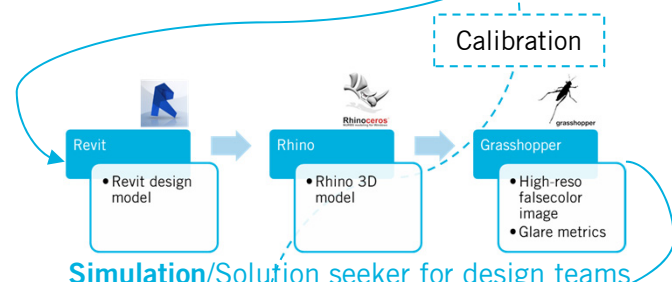 Calibration
Rhinoceros
grasshopper
Revit
Rhino
Grasshopper
• Revit design
model
• Rhino 3D
model
• High-reso
falsecolor
image
• Glare metrics
Simulation/Solution seeker for design teams